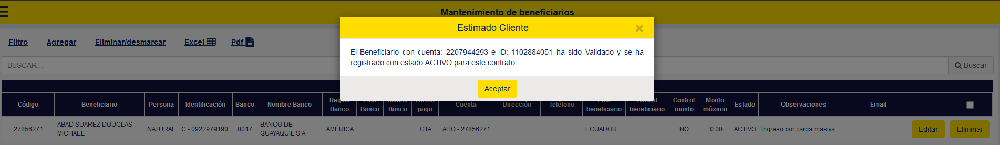 Mantenimiento de beneficiarios
Estimado Cliente
Filtro Agregar Eliminar/desmarcar Excel Pdf
El Beneficiario con cuenta: 2207944293 e ID: 1102884051 ha sido Validado y se ha
registrado con estado ACTIVO para este contrato.
BUSCAR...
Buscar
Aceptar
Código Beneficiario Persona Identificación Banco Nombre Banco Región Banco País Banco Ciudad Banco Forma pago Cuenta Dirección Teléfono País beneficiario Ciudad beneficiario Control monto Monto máximo Estado Observaciones Email
27856271 ABAD SUAREZ DOUGLAS MICHAEL NATURAL C - 0922979190 0017 BANCO DE GUAYAQUIL S.A AMÉRICA CTA AHO - 27856271 ECUADOR NO 0.00 ACTIVO Ingreso por carga masiva Editar Eliminar